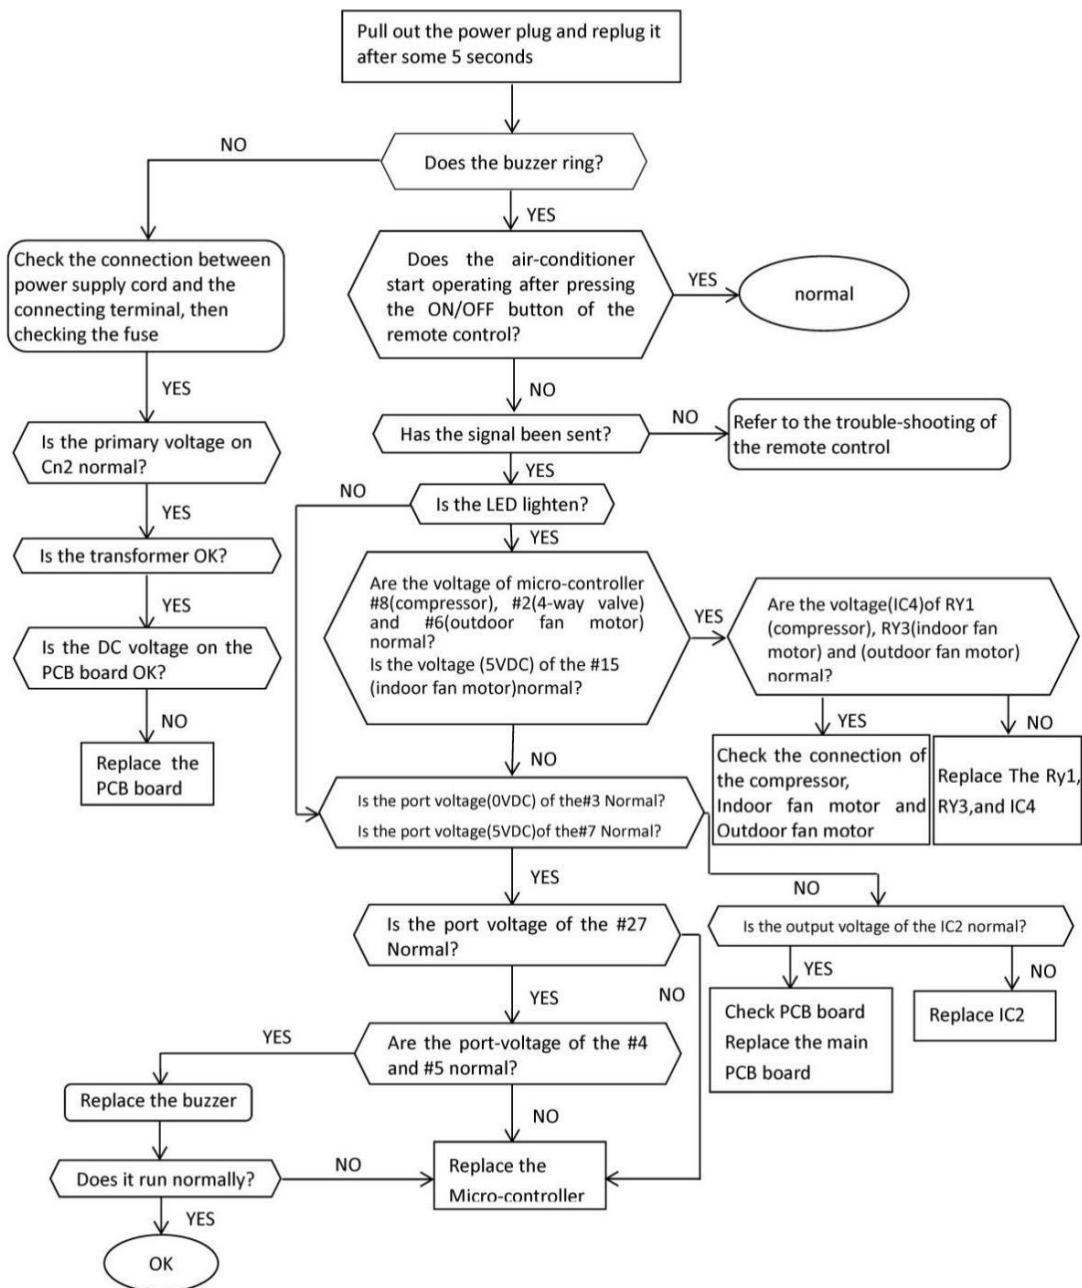 Pull out the power plug and replug it
after some 5 seconds
NO
Does the buzzer ring?
YES
Check the connection between
power supply cord and the
connecting terminal, then
checking the fuse
Does the air-conditioner
start operating after pressing
the ON/OFF button of the
remote control?
YES
normal
YES
NO
Is the primary voltage on
Cn2 normal?
Has the signal been sent?
NO
Refer to the trouble-shooting of
the remote control
YES
NO
Is the LED lighten?
YES
YES
Is the transformer OK?
YES
Is the DC voltage on the
PCB board OK?
NO
Replace the
PCB board
Are the voltage of micro-controller
#8(compressor), #2(4-way valve)
and #6(outdoor fan motor)
normal?
Is the voltage (5VDC) of the #15
(indoor fan motor)normal?
YES
Are the voltage(IC4)of RY1
(compressor), RY3(indoor fan
motor) and (outdoor fan motor)
normal?
YES
NO
Check the connection of
the compressor,
Indoor fan motor and
Outdoor fan motor
Replace The Ry1,
RY3,and IC4
NO
Is the port voltage(0VDC) of the#3 Normal?
Is the port voltage(5VDC)of the#7 Normal?
YES
NO
Is the port voltage of the #27
Normal?
Is the output voltage of the IC2 normal?
YES
NO
YES
NO
Check PCB board
Replace the main
PCB board
Replace IC2
Are the port-voltage of the #4
and #5 normal?
YES
NO
Replace the buzzer
Does it run normally?
NO
Replace the
Micro-controller
YES
OK